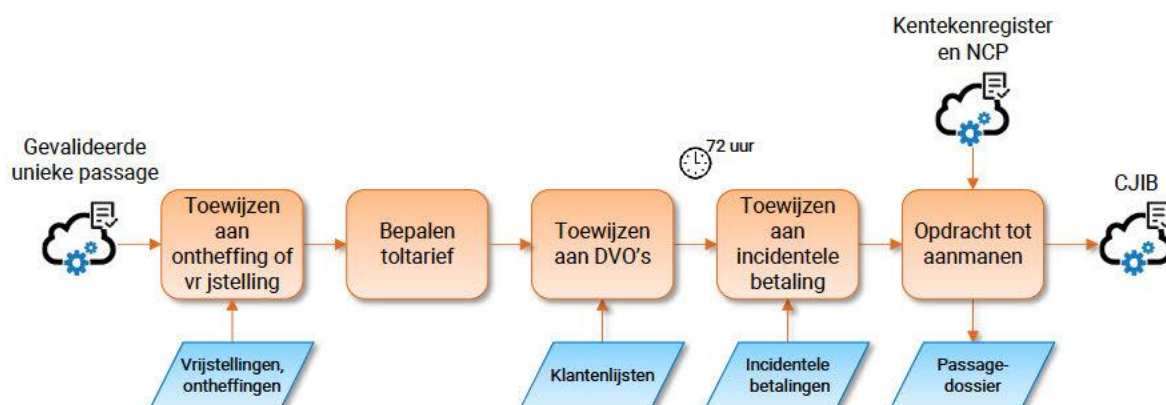 Kentekenregister
en NCP
Gevalideerde
unieke passage
72 uur
CJIB
Toewijzen
aan
ontheffing of
vr jstelling
Bepalen
toltarief
Toewijzen
aan DVO's
Toewijzen
aan
incidentele
betaling
Opdracht tot
aanmanen
Vrijstellingen,
ontheffingen
Klantenlijsten
Incidentele
betalingen
Passage-
dossier